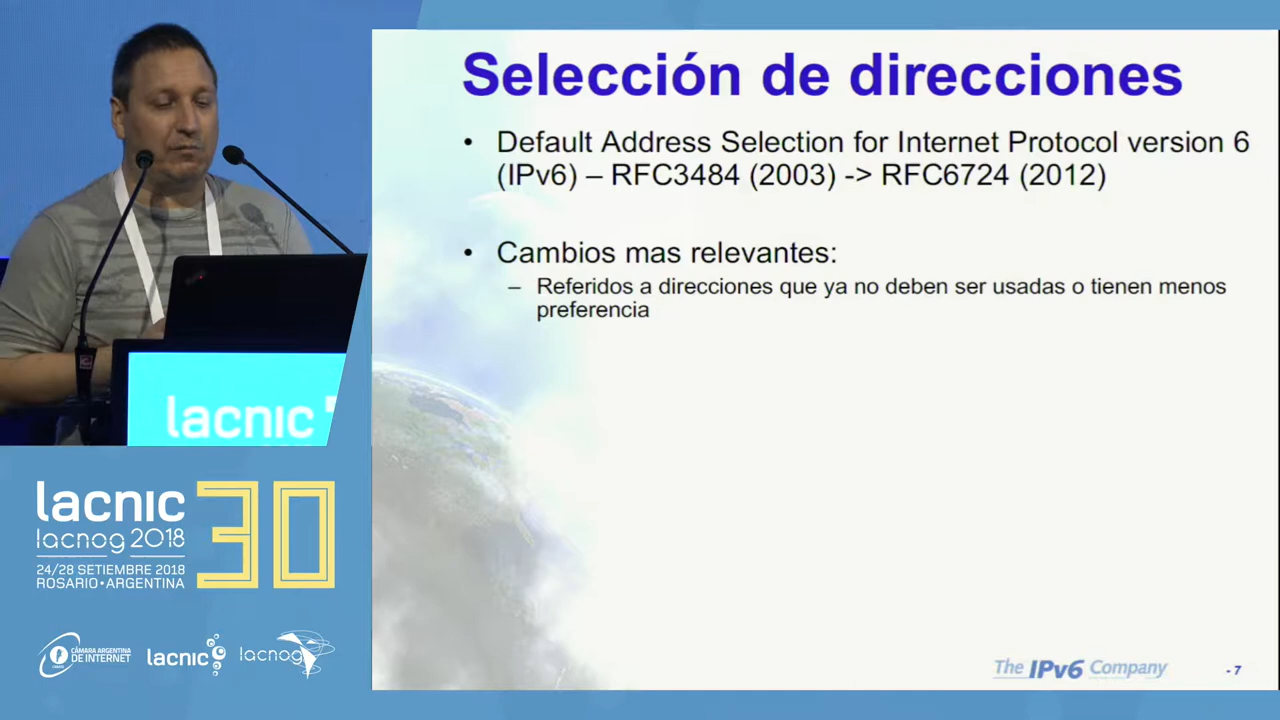 Selección de direcciones
• Default Address Selection for Internet Protocol version 6
(IPv6) – RFC3484 (2003) -> RFC6724 (2012)
• Cambios mas relevantes:
– Referidos a direcciones que ya no deben ser usadas o tienen menos
preferencia
The IPv6 Company
- 7
lacnic
lacnic 30
lacnog 2018
24/28 SETIEMBRE 2018
ROSARIO•ARGENTINA
CÁMARA ARGENTINA
DE INTERNET
lacnic
lacnog